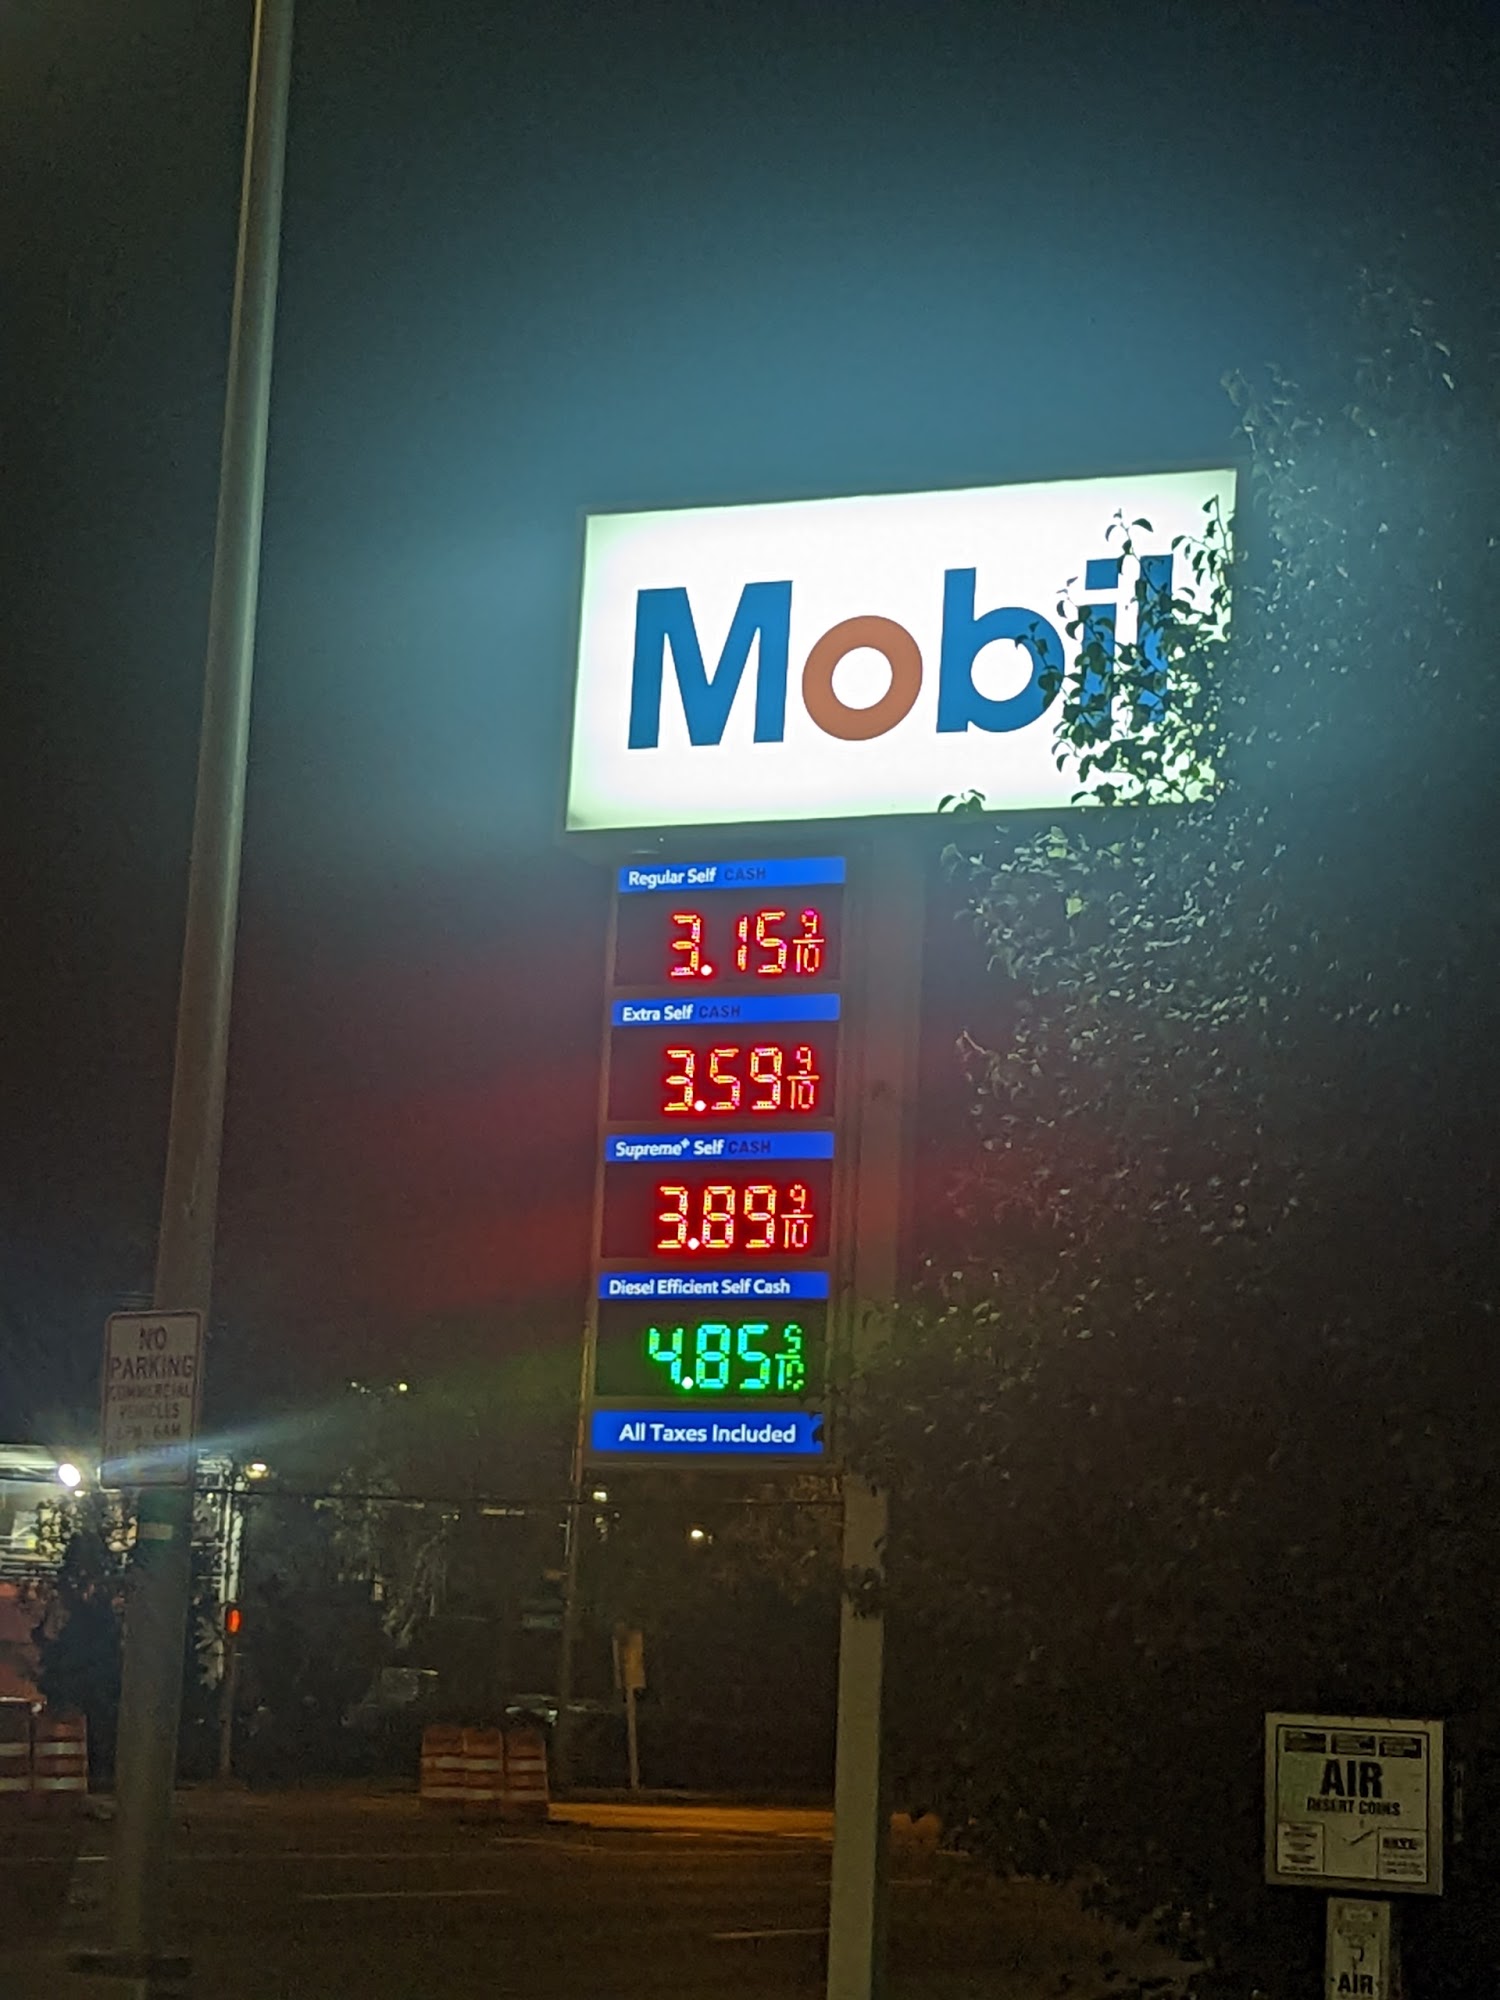 Mobil
Regular Self CASH
3.15 9/10
Extra Self CASH
3.59 9/10
Supreme+ Self CASH
3.89 9/10
Diesel Efficient Self Cash
4.85 9/10
All Taxes Included
NO
PARKING
COMMERCIAL
VEHICLES
AIR
INSERT COINS
AIR